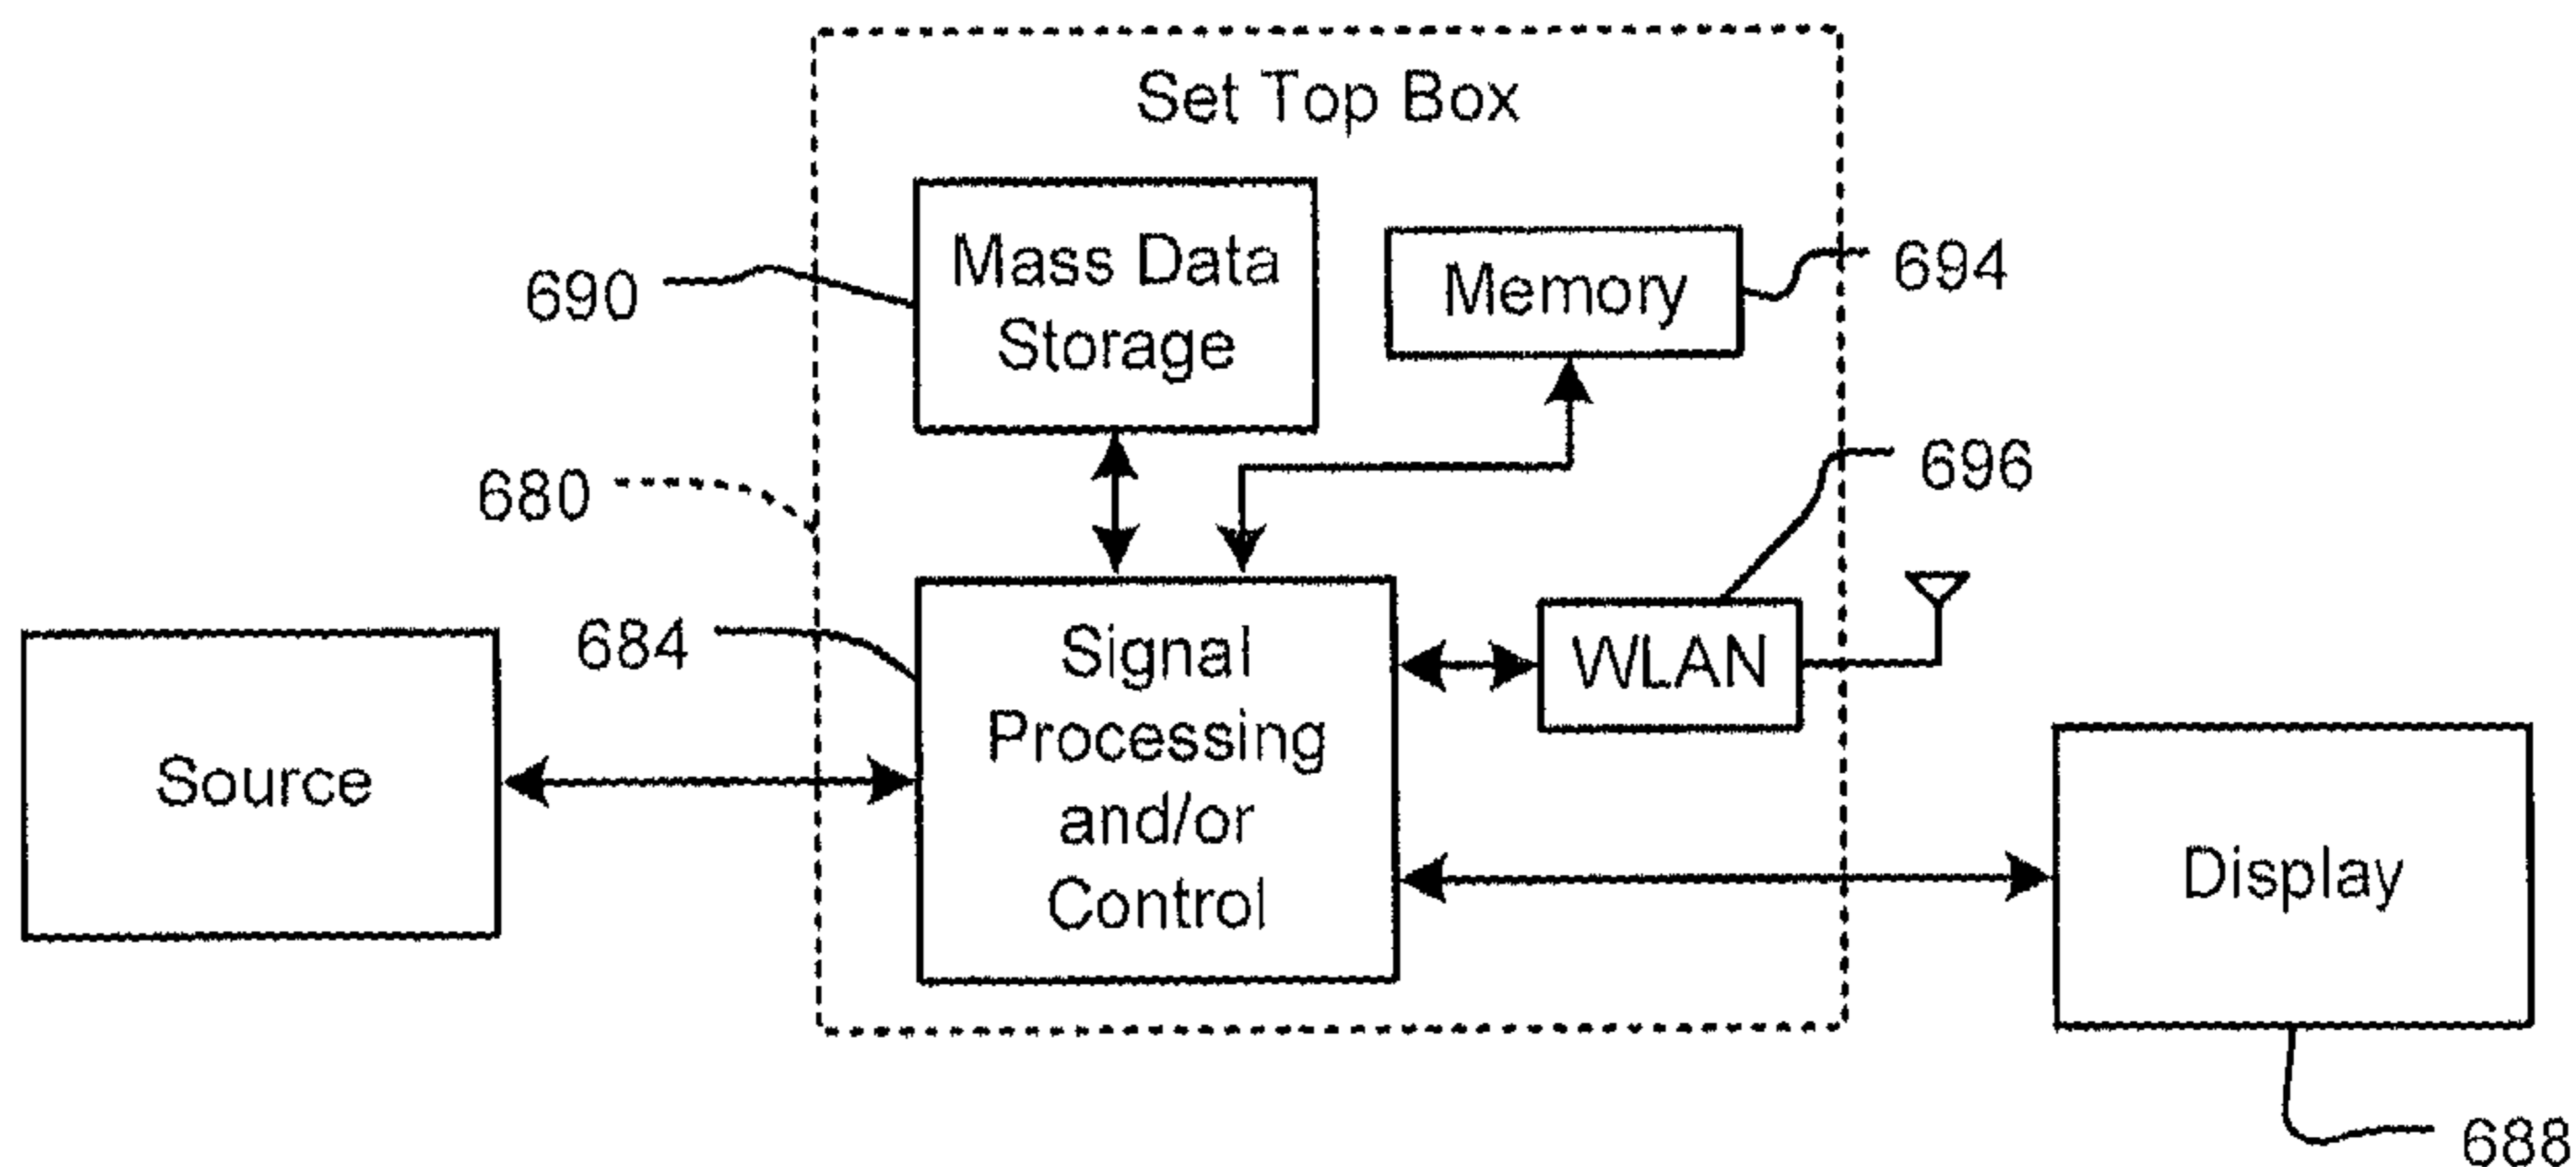 Set Top Box
Mass Data
Storage
Memory
690
694
696
680
684
Signal
Processing
and/or
Control
WLAN
Source
Display
688